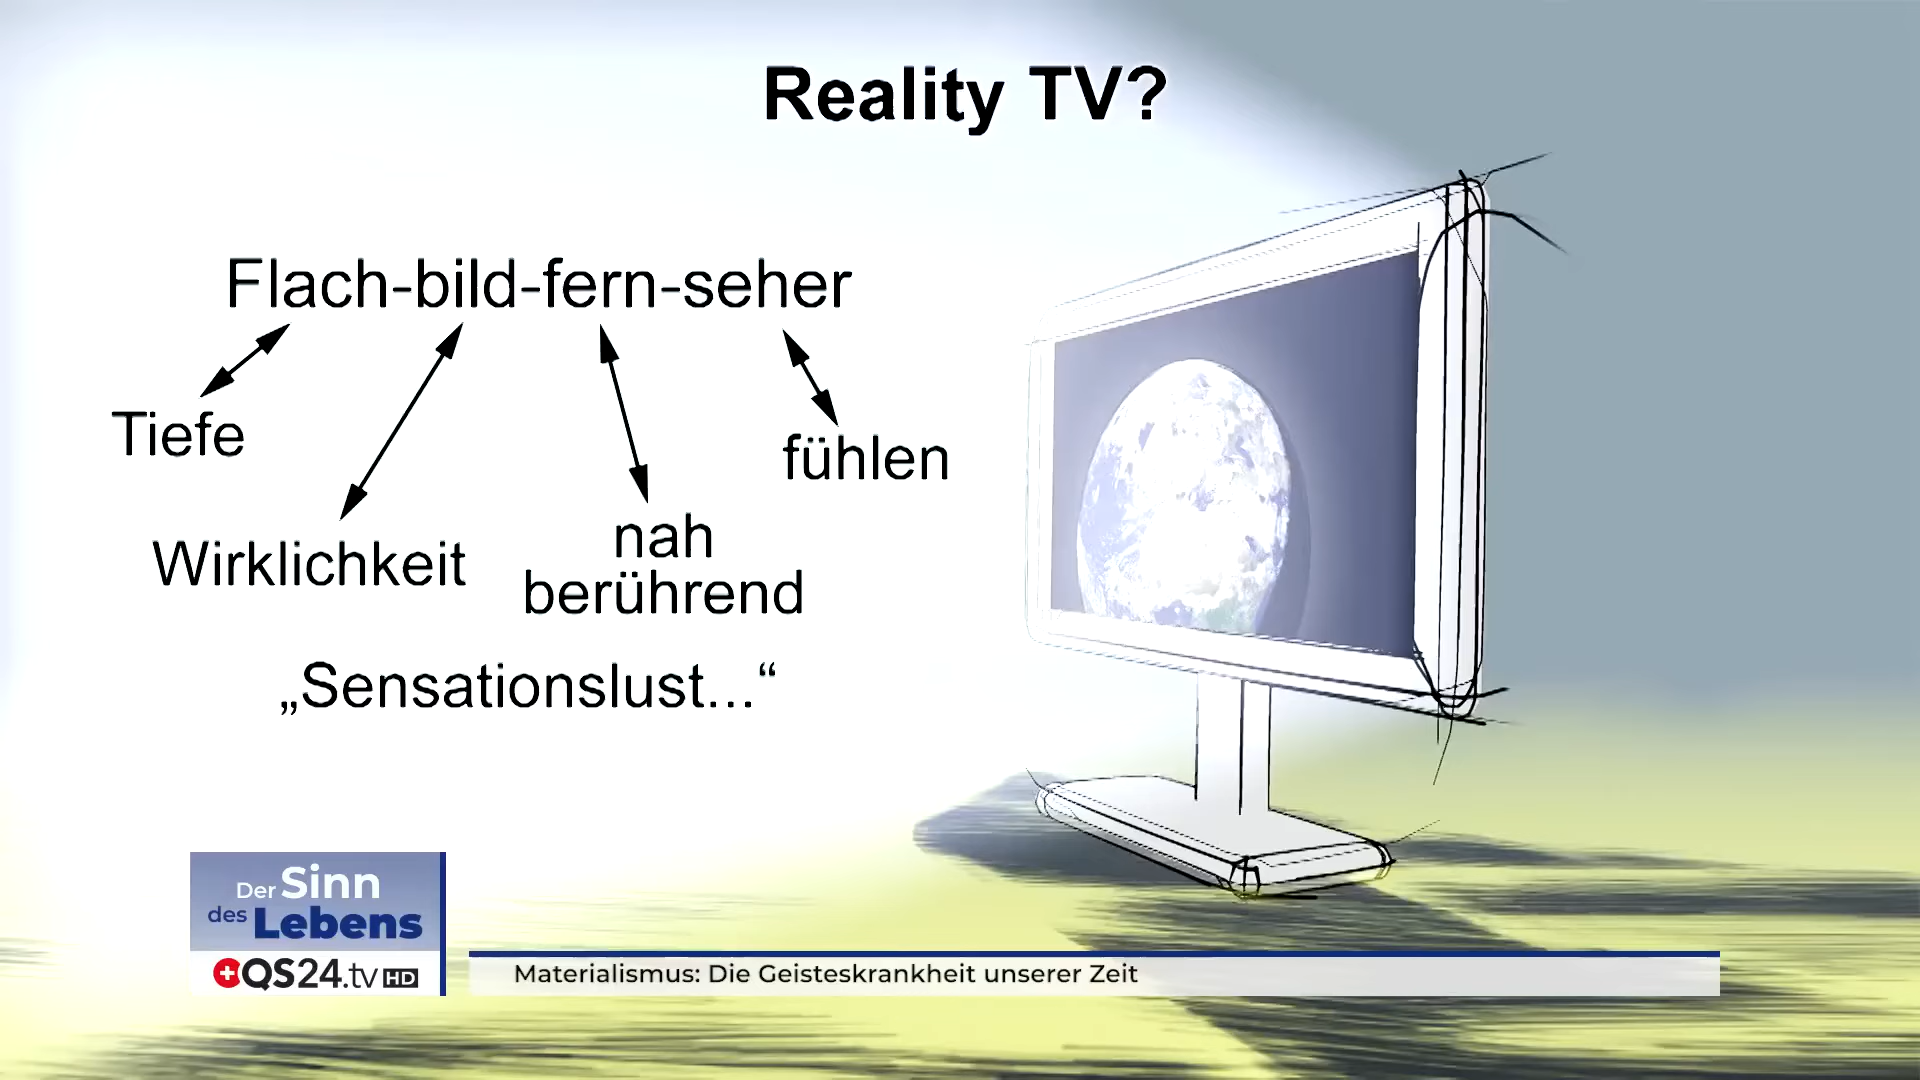 Reality TV?
Flach-bild-fern-seher
Tiefe
fühlen
Wirklichkeit
nah
berührend
„Sensationslust...“
Der Sinn
des Lebens
QS24.tv HD
Materialismus: Die Geisteskrankheit unserer Zeit